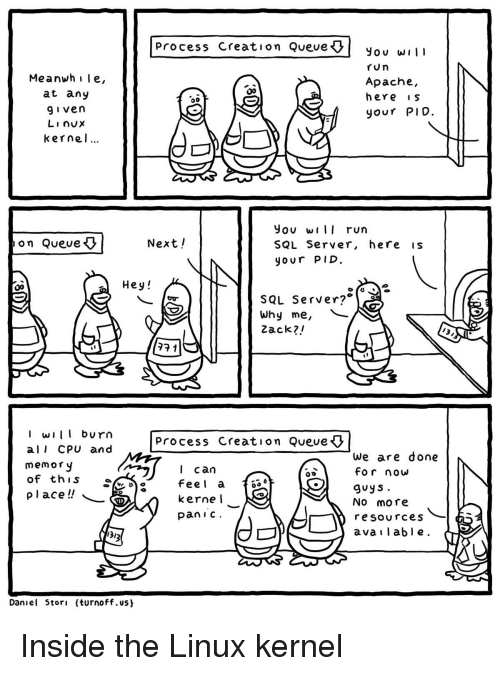 Meanwhile,
at any
given
Linux
kernel...
Process Creation Queue
You will
run
Apache,
here is
your PID.
ion Queue
Next!
Hey!
771
You will run
SQL Server, here is
your PID.
SQL Server?
Why me,
Zack?!
1313
I will burn
all CPU and
memory
of this
place!!
1313
Process Creation Queue
I can
feel a
kernel
panic.
We are done
for now
guys.
No more
resources
available.
Daniel Stori {turnoff.us}
Inside the Linux kernel